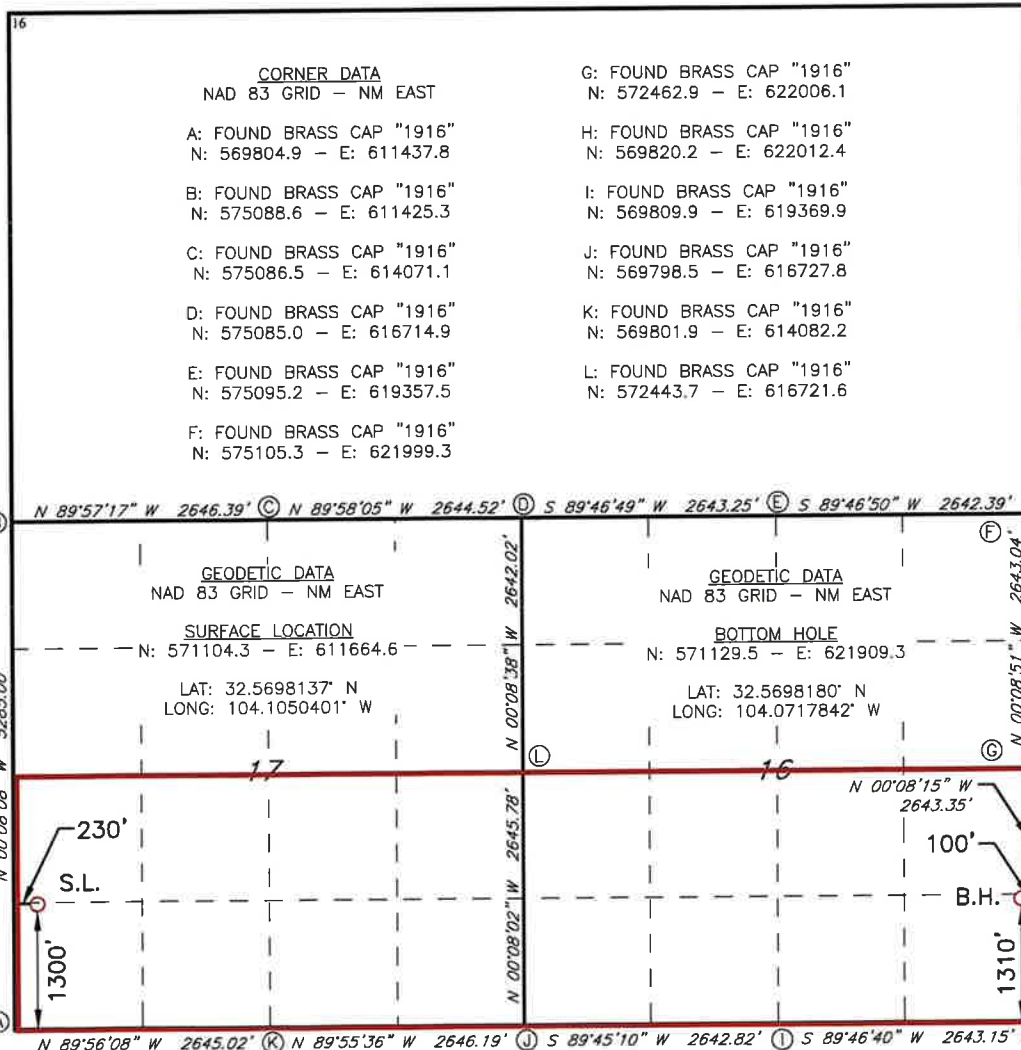 16
CORNER DATA
NAD 83 GRID – NM EAST
A: FOUND BRASS CAP "1916"
N: 569804.9 – E: 611437.8
B: FOUND BRASS CAP "1916"
N: 575088.6 – E: 611425.3
C: FOUND BRASS CAP "1916"
N: 575086.5 – E: 614071.1
D: FOUND BRASS CAP "1916"
N: 575085.0 – E: 616714.9
E: FOUND BRASS CAP "1916"
N: 575095.2 – E: 619357.5
F: FOUND BRASS CAP "1916"
N: 575105.3 – E: 621999.3
G: FOUND BRASS CAP "1916"
N: 572462.9 – E: 622006.1
H: FOUND BRASS CAP "1916"
N: 569820.2 – E: 622012.4
I: FOUND BRASS CAP "1916"
N: 569809.9 – E: 619369.9
J: FOUND BRASS CAP "1916"
N: 569798.5 – E: 616727.8
K: FOUND BRASS CAP "1916"
N: 569801.9 – E: 614082.2
L: FOUND BRASS CAP "1916"
N: 572443.7 – E: 616721.6
N 89°57'17" W 2646.39' C N 89°58'05" W 2644.52' D S 89°46'49" W 2643.25' E S 89°46'50" W 2642.39'
F
GEODETIC DATA
NAD 83 GRID – NM EAST
SURFACE LOCATION
N: 571104.3 – E: 611664.6
LAT: 32.5698137° N
LONG: 104.1050401° W
N 00°08'38" W 2642.02'
GEODETIC DATA
NAD 83 GRID – NM EAST
BOTTOM HOLE
N: 571129.5 – E: 621909.3
LAT: 32.5698180° N
LONG: 104.0717842° W
N 00°08'51" W 2643.04'
L
G
17
16
N 00°08'15" W
2643.35'
230'
S.L.
1300'
N 00°08'02" W 2645.78'
100'
B.H.
1310'
N 89°56'08" W 2645.02' K N 89°55'36" W 2646.19' J S 89°45'10" W 2642.82' I S 89°46'40" W 2643.15'